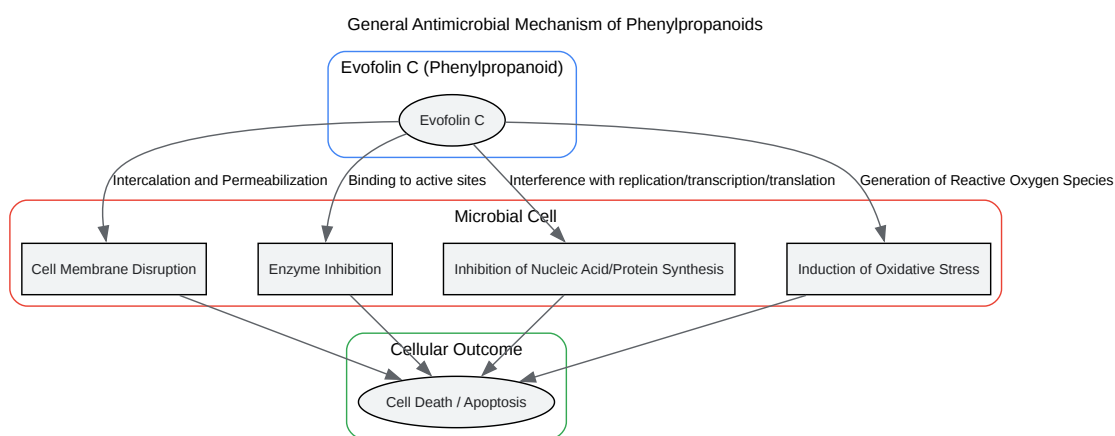 General Antimicrobial Mechanism of Phenylpropanoids
Evofolin C (Phenylpropanoid)
Evofolin C
Intercalation and Permeabilization
Binding to active sites
Interference with replication/transcription/translation
Generation of Reactive Oxygen Species
Microbial Cell
Cell Membrane Disruption
Enzyme Inhibition
Inhibition of Nucleic Acid/Protein Synthesis
Induction of Oxidative Stress
Cellular Outcome
Cell Death / Apoptosis